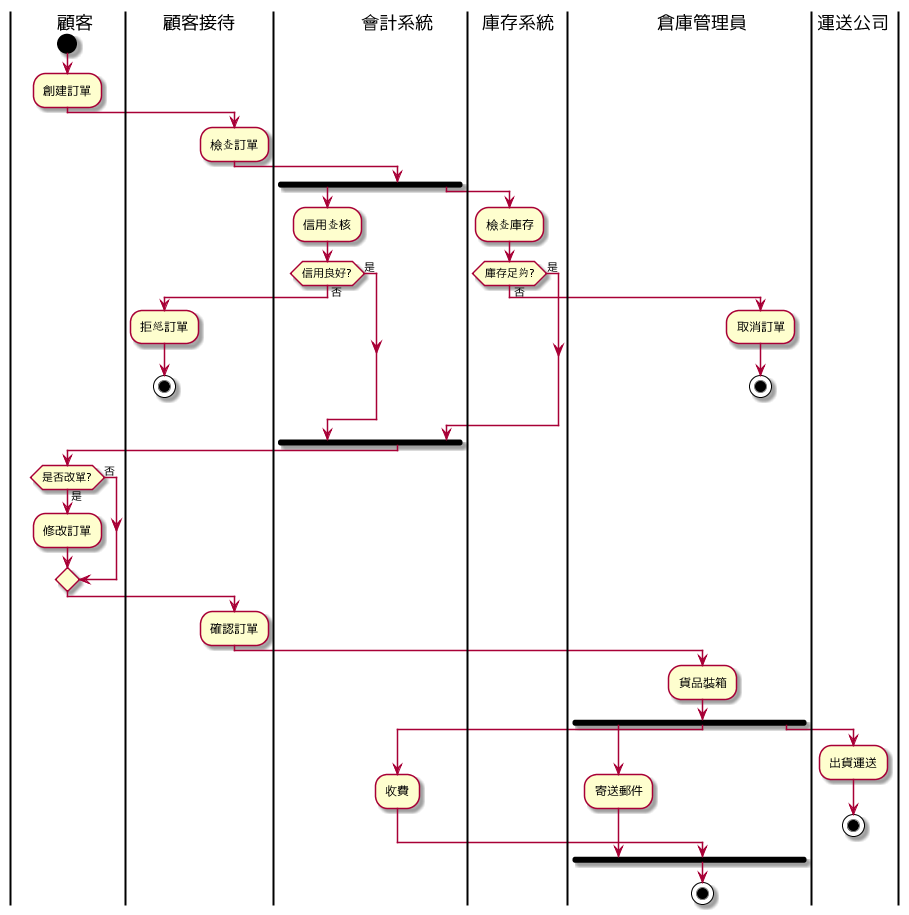 顧客
顧客接待
會計系統
庫存系統
倉庫管理員
運送公司
創建訂單
檢查訂單
信用查核
檢查庫存
信用良好?
是
否
庫存足夠?
是
否
拒絕訂單
取消訂單
是否改單?
否
是
修改訂單
確認訂單
貨品裝箱
出貨運送
收費
寄送郵件